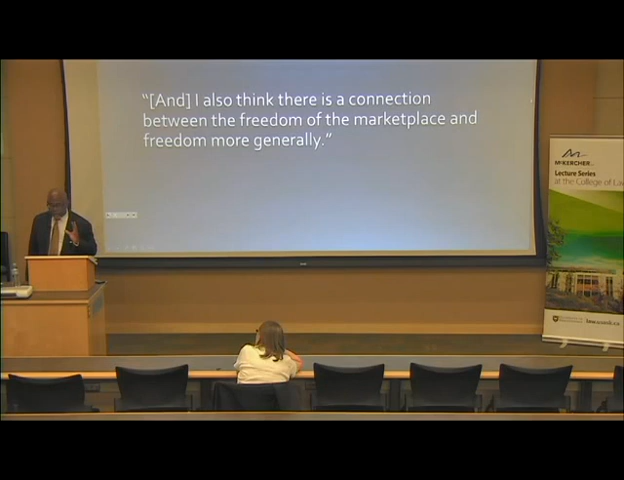 “[And] I also think there is a connection
between the freedom of the marketplace and
freedom more generally.”
McKERCHER
Lecture Series
at the College of La